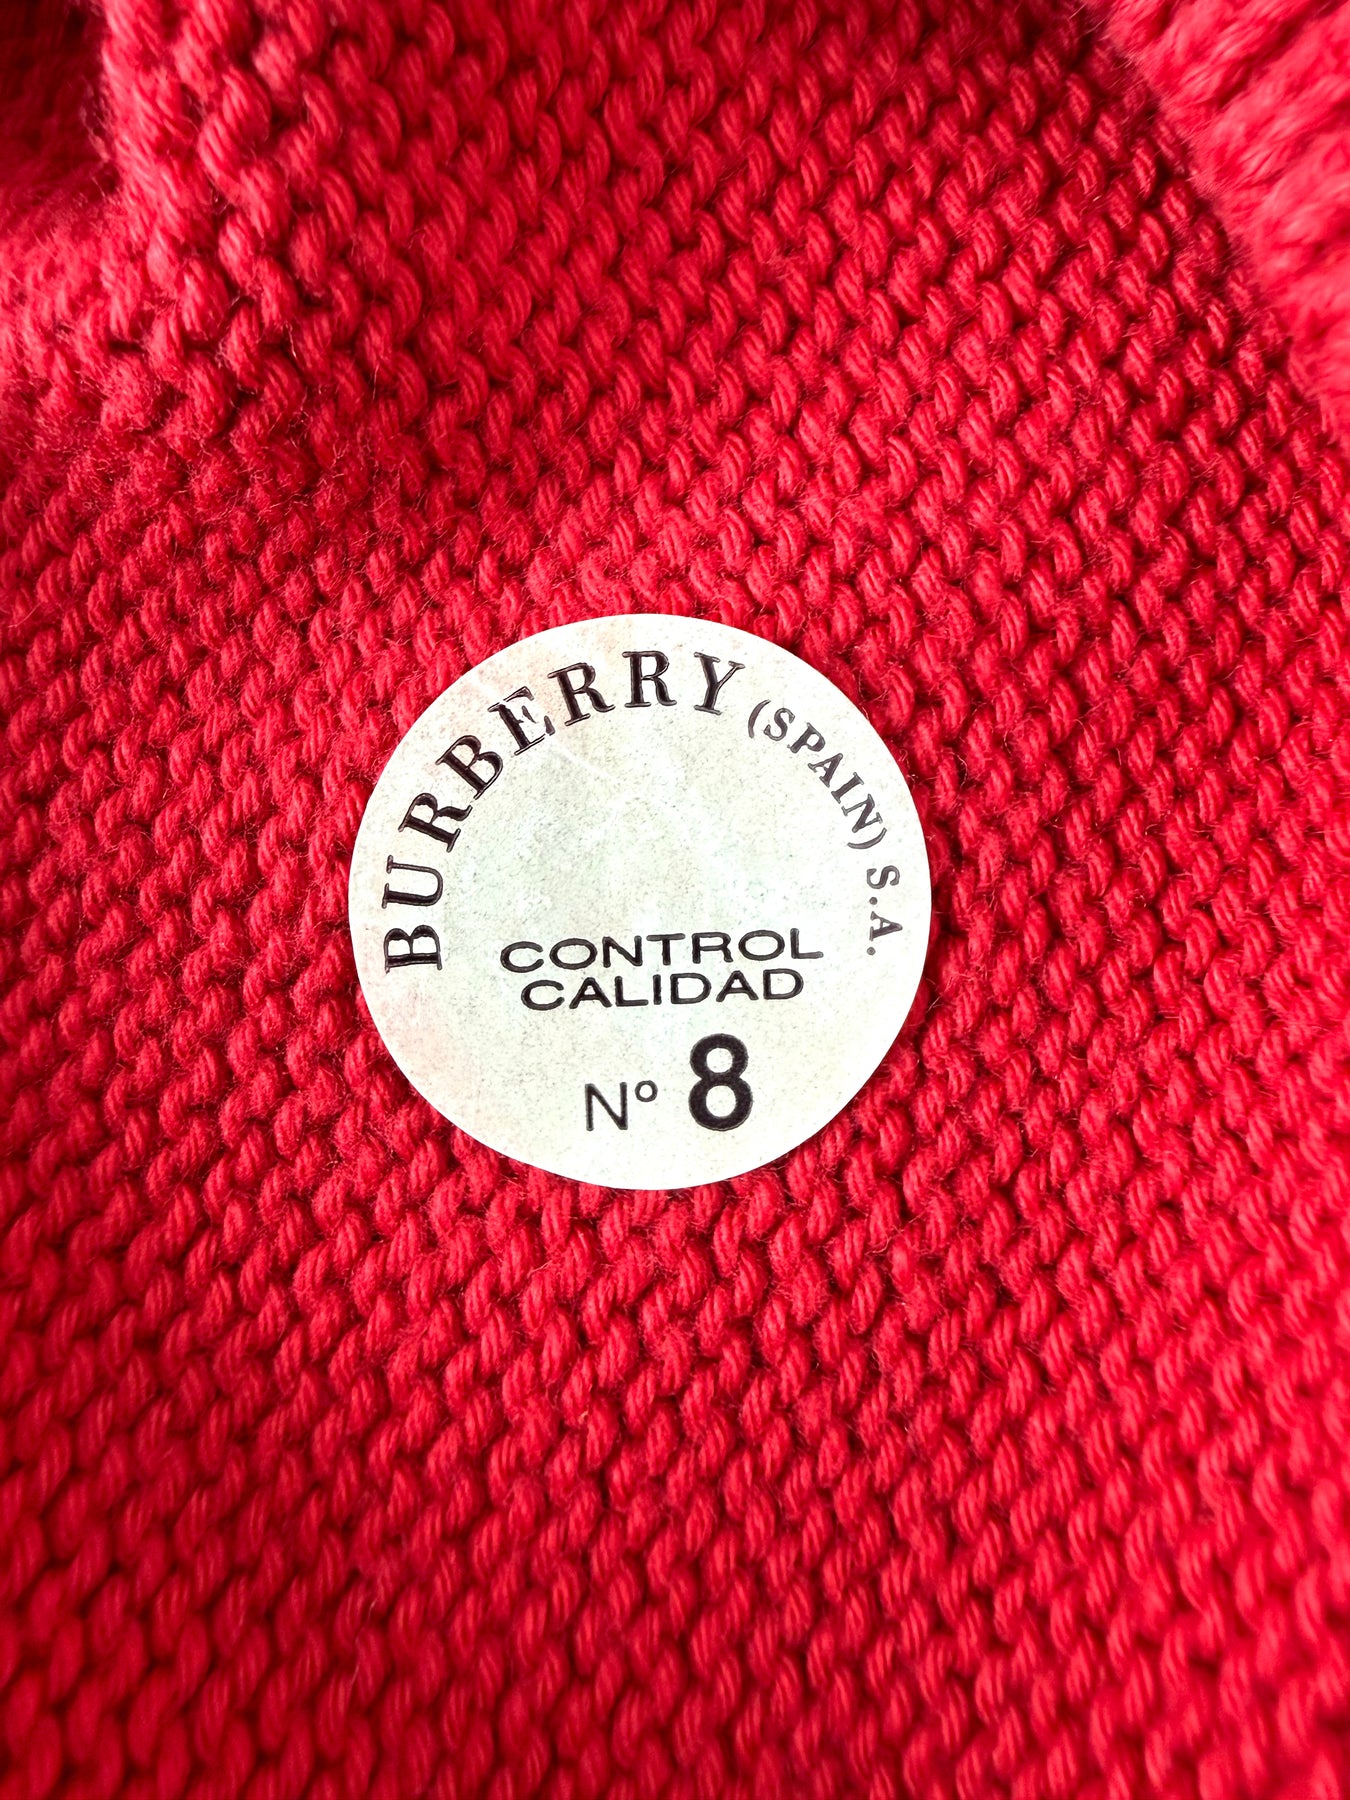 BURBERRY (SPAIN) S.A.
CONTROL
CALIDAD
Nº 8